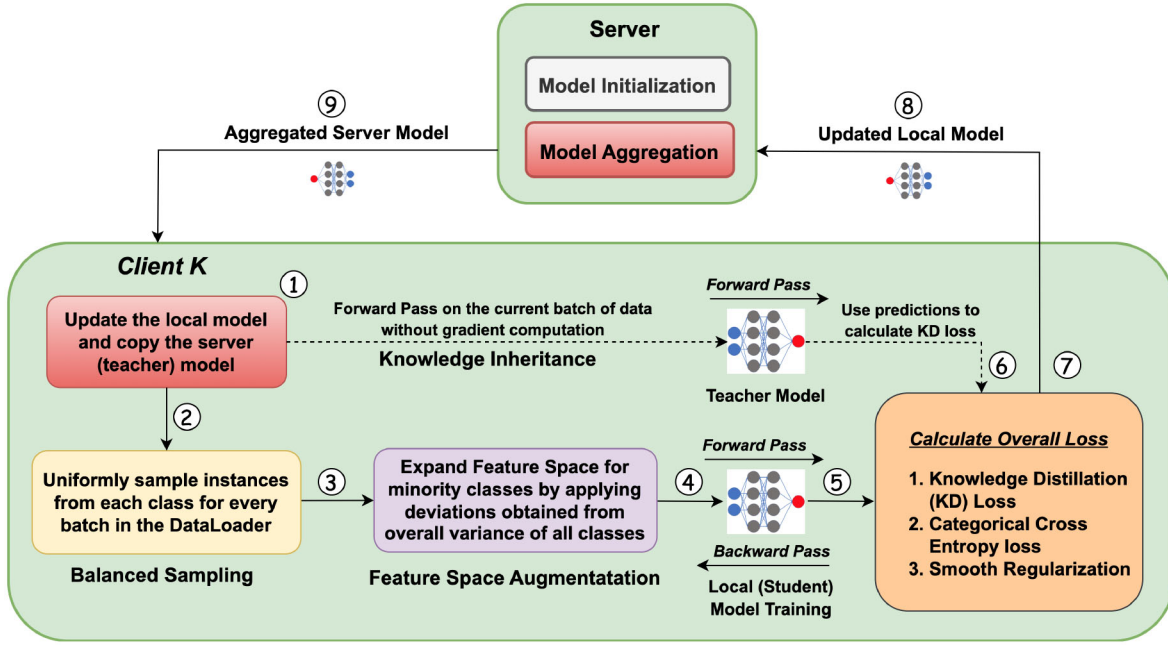 Server
Model Initialization
Model Aggregation
9
Aggregated Server Model
8
Updated Local Model
Client K
1
Update the local model
and copy the server
(teacher) model
Forward Pass on the current batch of data
without gradient computation
Knowledge Inheritance
Forward Pass
Teacher Model
Use predictions to
calculate KD loss
6
7
2
Uniformly sample instances
from each class for every
batch in the DataLoader
Balanced Sampling
3
Expand Feature Space for
minority classes by applying
deviations obtained from
overall variance of all classes
Feature Space Augmentatation
4
Forward Pass
5
Backward Pass
Local (Student)
Model Training
Calculate Overall Loss
1. Knowledge Distillation
(KD) Loss
2. Categorical Cross
Entropy loss
3. Smooth Regularization